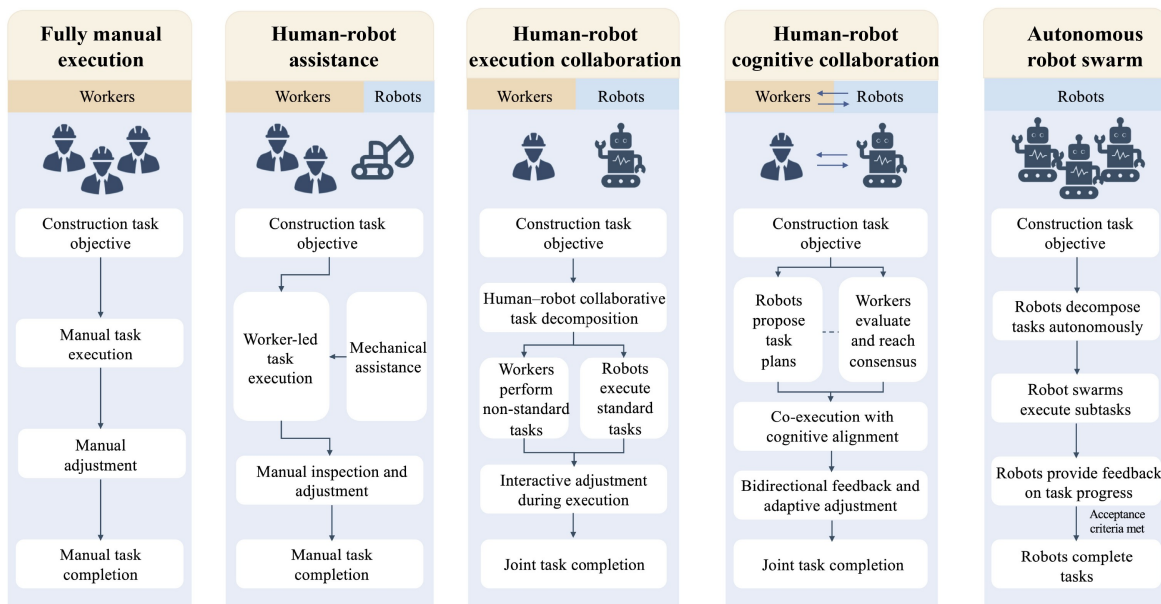 Fully manual
execution
Workers
Construction task
objective
Manual task
execution
Manual
adjustment
Manual task
completion
Human-robot
assistance
Workers
Robots
Construction task
objective
Worker-led
task
execution
Mechanical
assistance
Manual inspection and
adjustment
Manual task
completion
Human-robot
execution collaboration
Workers
Robots
Construction task
objective
Human–robot collaborative
task decomposition
Workers
perform
non-standard
tasks
Robots
execute
standard
tasks
Interactive adjustment
during execution
Joint task completion
Human-robot
cognitive collaboration
Workers
Robots
Construction task
objective
Robots
propose
task
plans
Workers
evaluate
and reach
consensus
Co-execution with
cognitive alignment
Bidirectional feedback and
adaptive adjustment
Joint task completion
Autonomous
robot swarm
Robots
Construction task
objective
Robots decompose
tasks autonomously
Robot swarms
execute subtasks
Robots provide feedback
on task progress
Acceptance
criteria met
Robots complete
tasks